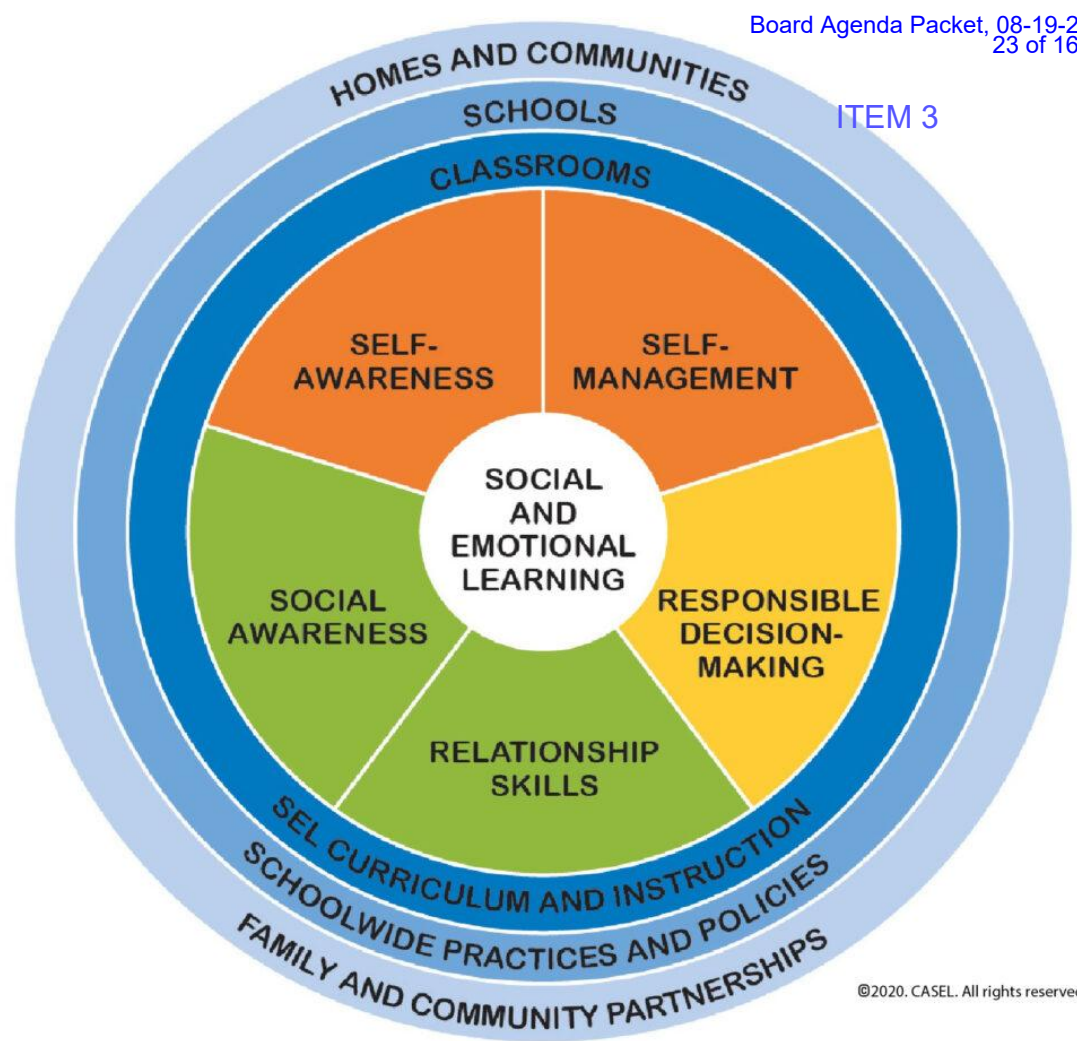 Board Agenda Packet, 08-19-2
23 of 16
ITEM 3
HOMES AND COMMUNITIES
SCHOOLS
CLASSROOMS
SELF-
AWARENESS
SELF-
MANAGEMENT
SOCIAL
AND
EMOTIONAL
LEARNING
SOCIAL
AWARENESS
RESPONSIBLE
DECISION-
MAKING
RELATIONSHIP
SKILLS
SEL CURRICULUM AND INSTRUCTION
SCHOOLWIDE PRACTICES AND POLICIES
FAMILY AND COMMUNITY PARTNERSHIPS
©2020. CASEL. All rights reserve